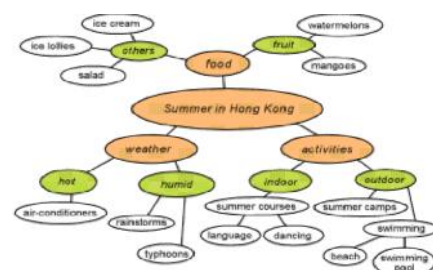 ice cream
watermelons
ice lollies
others
fruit
salad
food
mangoes
Summer in Hong Kong
weather
activities
hot
humid
indoor
outdoor
air-conditioners
summer courses
summer camps
rainstorms
swimming
language
dancing
typhoons
beach
swimming
pool